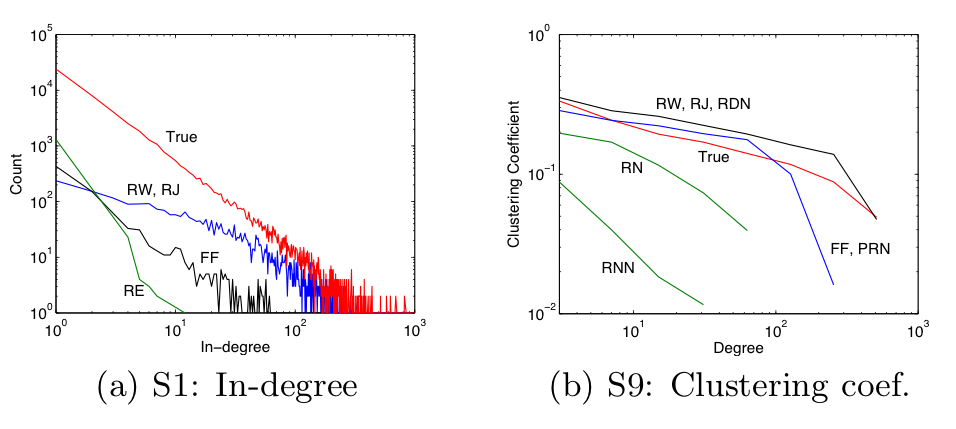 10^5
10^4
10^3
10^2
10^1
10^0
Count
True
RW, RJ
FF
RE
10^0 10^1 10^2 10^3
In-degree
(a) S1: In-degree
10^0
10^-1
10^-2
Clustering Coefficient
RW, RJ, RDN
True
RN
RNN
FF, PRN
10^1 10^2 10^3
Degree
(b) S9: Clustering coef.